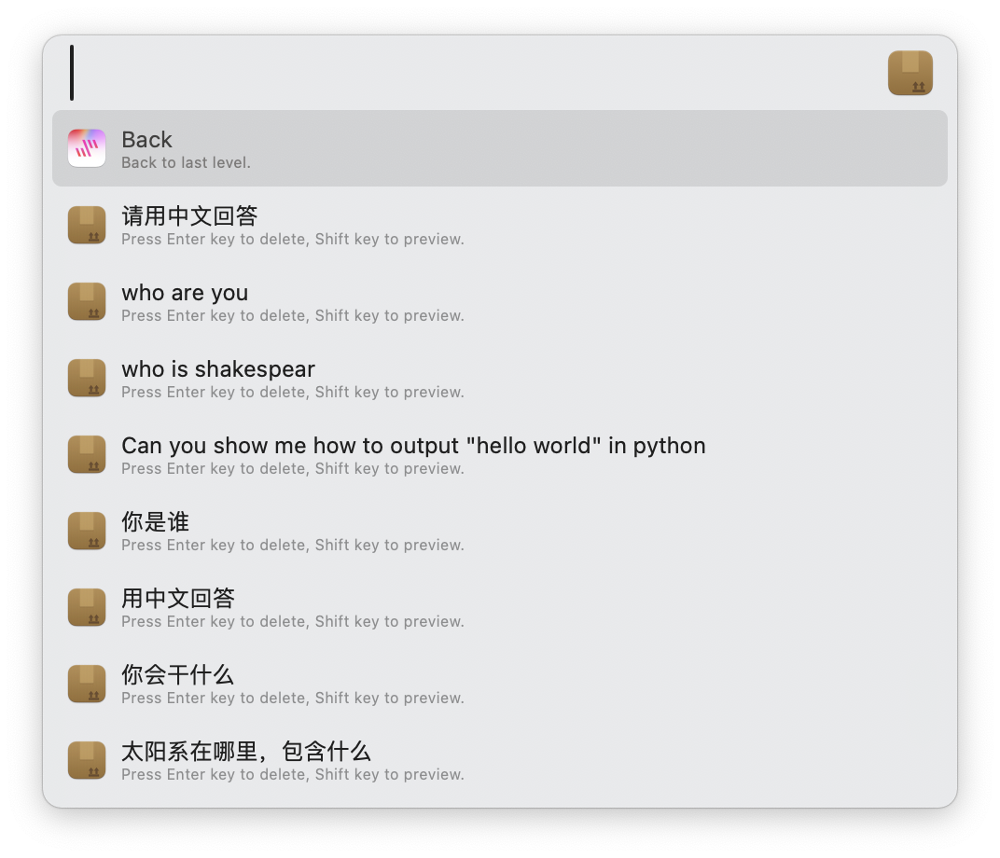 Back
Back to last level.
请用中文回答
Press Enter key to delete, Shift key to preview.
who are you
Press Enter key to delete, Shift key to preview.
who is shakespear
Press Enter key to delete, Shift key to preview.
Can you show me how to output "hello world" in python
Press Enter key to delete, Shift key to preview.
你是谁
Press Enter key to delete, Shift key to preview.
用中文回答
Press Enter key to delete, Shift key to preview.
你会干什么
Press Enter key to delete, Shift key to preview.
太阳系在哪里，包含什么
Press Enter key to delete, Shift key to preview.